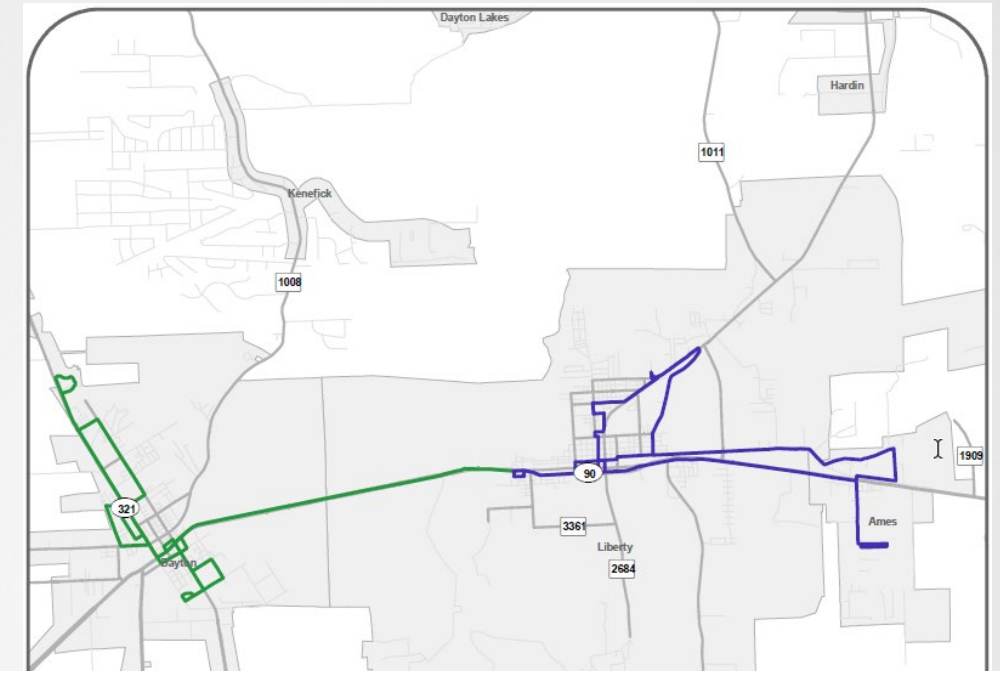 Dayton Lakes
Hardin
1011
Kenefick
1008
1909
90
321
Ames
3361
Liberty
Dayton
2684